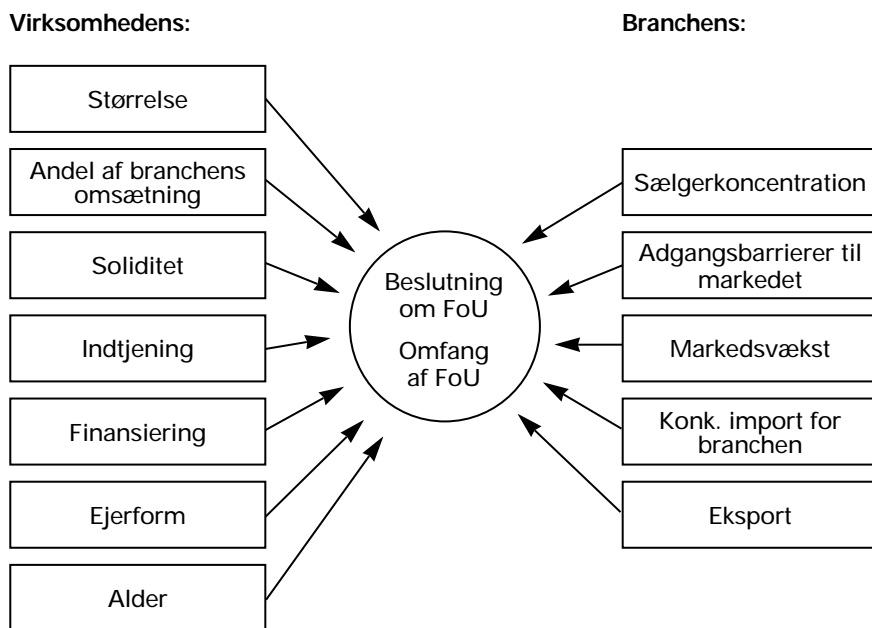 Virksomhedens:
Størrelse
Andel af branchens
omsætning
Soliditet
Indtjening
Finansiering
Ejerform
Alder
Beslutning
om FoU
Omfang
af FoU
Branchens:
Sælgerkoncentration
Adgangsbarrierer til
markedet
Markedsvækst
Konk. import for
branchen
Eksport